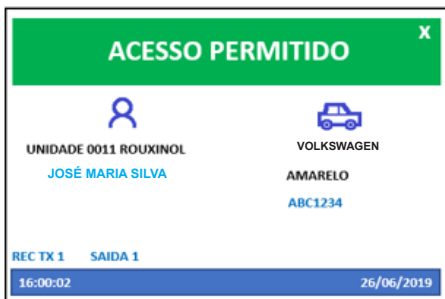 ACESSO PERMITIDO
X
UNIDADE 0011 ROUXINOL
JOSÉ MARIA SILVA
VOLKSWAGEN
AMARELO
ABC1234
REC TX 1 SAIDA 1
16:00:02 26/06/2019